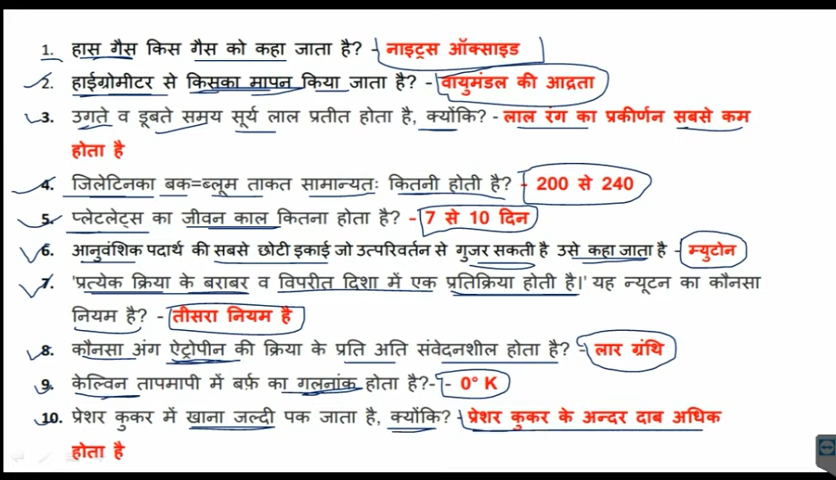 1. हास गैस किस गैस को कहा जाता है? - नाइट्रस ऑक्साइड
2. हाईग्रोमीटर से किसका मापन किया जाता है? - वायुमंडल की आद्रता
3. उगते व डूबते समय सूर्य लाल प्रतीत होता है, क्योंकि? - लाल रंग का प्रकीर्णन सबसे कम
होता है
4. जिलेटिनका बक=ब्लूम ताकत सामान्यतः कितनी होती है? - 200 से 240
5. प्लेटलेट्स का जीवन काल कितना होता है? - 7 से 10 दिन
6. आनुवंशिक पदार्थ की सबसे छोटी इकाई जो उत्परिवर्तन से गुजर सकती है उसे कहा जाता है - म्युटोन
7. 'प्रत्येक क्रिया के बराबर व विपरीत दिशा में एक प्रतिक्रिया होती है।' यह न्यूटन का कौनसा
नियम है? - तीसरा नियम है
8. कौनसा अंग ऐट्रोपीन की क्रिया के प्रति अति संवेदनशील होता है? - लार ग्रंथि
9. केल्विन तापमापी में बर्फ़ का गलनांक होता है?- - 0° K
10. प्रेशर कुकर में खाना जल्दी पक जाता है, क्योंकि? - प्रेशर कुकर के अन्दर दाब अधिक
होता है